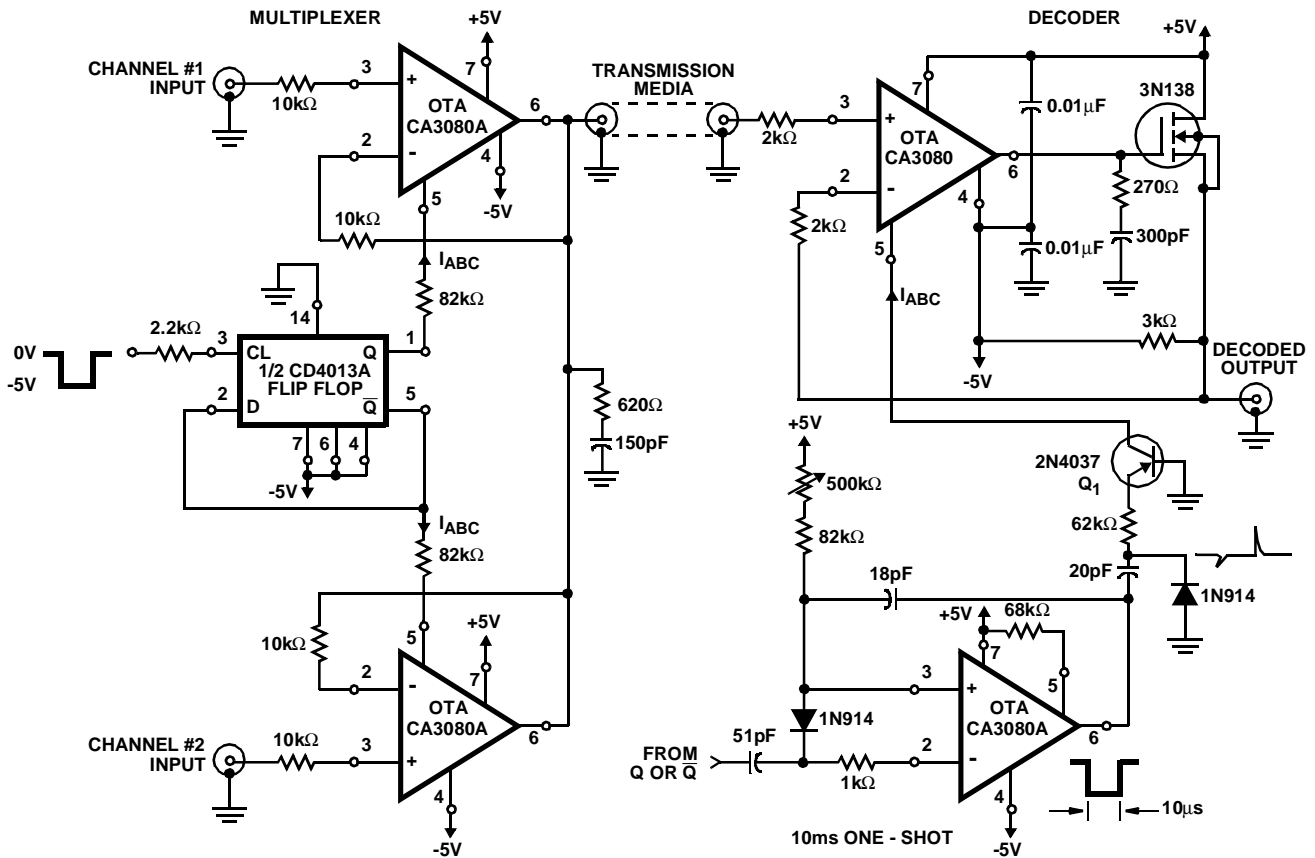 MULTIPLEXER
DECODER
+5V
+5V
CHANNEL #1
INPUT
10kΩ
3
+
7
OTA
CA3080A
6
2
-
4
-5V
5
10kΩ
IABC
82kΩ
TRANSMISSION
MEDIA
2kΩ
3
+
7
OTA
CA3080
6
2
-
4
5
2kΩ
IABC
0.01μF
0.01μF
3N138
270Ω
300pF
3kΩ
-5V
DECODED
OUTPUT
0V
-5V
2.2kΩ
14
3
CL
Q
1
1/2 CD4013A
FLIP FLOP
2
D
Q̅
5
7
6
4
-5V
IABC
82kΩ
620Ω
150pF
10kΩ
5
+5V
7
2
-
OTA
CA3080A
6
CHANNEL #2
INPUT
10kΩ
3
+
4
-5V
+5V
500kΩ
82kΩ
18pF
2N4037
Q1
62kΩ
20pF
1N914
+5V
68kΩ
7
5
3
+
OTA
CA3080A
6
1N914
51pF
FROM
Q OR Q̅
1kΩ
2
-
4
-5V
10μs
10ms ONE - SHOT